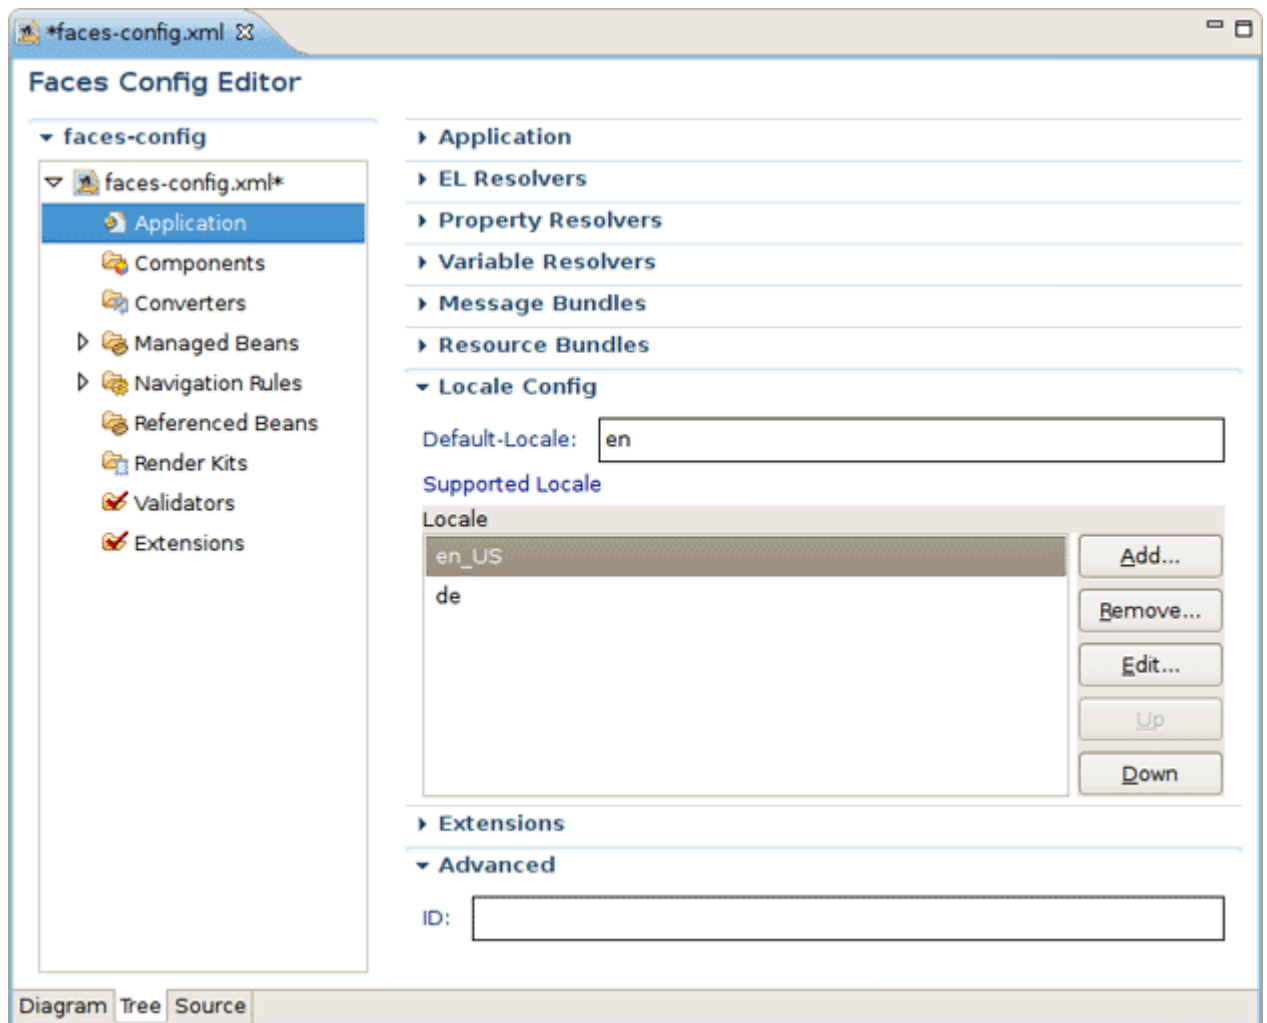 *faces-config.xml
Faces Config Editor
faces-config
faces-config.xml*
Application
Components
Converters
Managed Beans
Navigation Rules
Referenced Beans
Render Kits
Validators
Extensions
Application
EL Resolvers
Property Resolvers
Variable Resolvers
Message Bundles
Resource Bundles
Locale Config
Default-Locale: en
Supported Locale
Locale
en_US
de
Add...
Remove...
Edit...
Up
Down
Extensions
Advanced
ID:
Diagram Tree Source